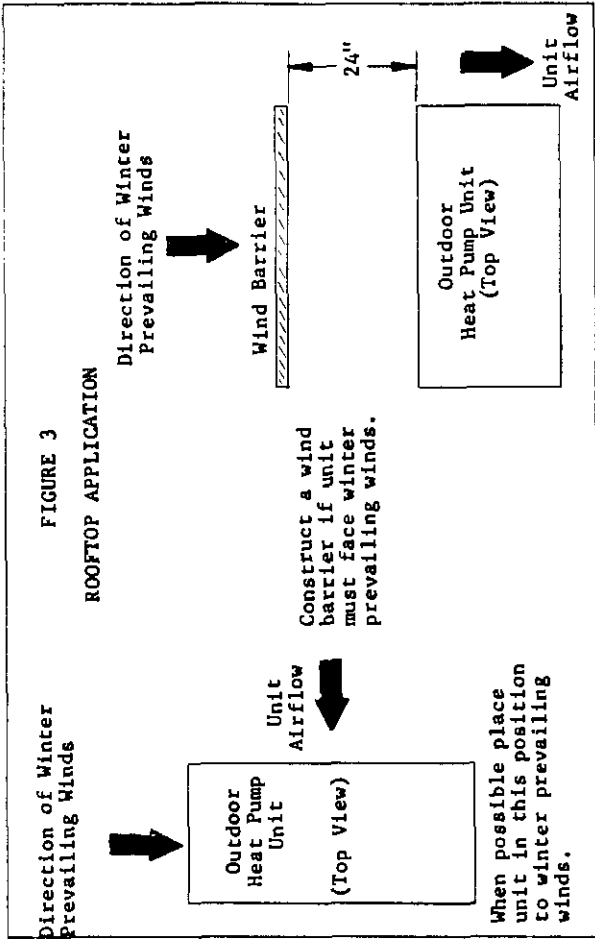 FIGURE 3
ROOFTOP APPLICATION
Direction of Winter
Prevailing Winds
Outdoor
Heat Pump
Unit
(Top View)
Unit
Airflow
When possible place
unit in this position
to winter prevailing
winds.
Construct a wind
barrier if unit
must face winter
prevailing winds.
Direction of Winter
Prevailing Winds
Wind Barrier
24"
Outdoor
Heat Pump Unit
(Top View)
Unit
Airflow